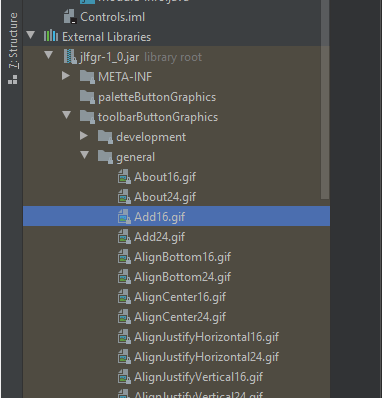 Controls.iml
External Libraries
jlfgr-1_0.jar library root
META-INF
paletteButtonGraphics
toolbarButtonGraphics
development
general
About16.gif
About24.gif
Add16.gif
Add24.gif
AlignBottom16.gif
AlignBottom24.gif
AlignCenter16.gif
AlignCenter24.gif
AlignJustifyHorizontal16.gif
AlignJustifyHorizontal24.gif
AlignJustifyVertical16.gif
AlignJustifyVertical24.gif
7: Structure